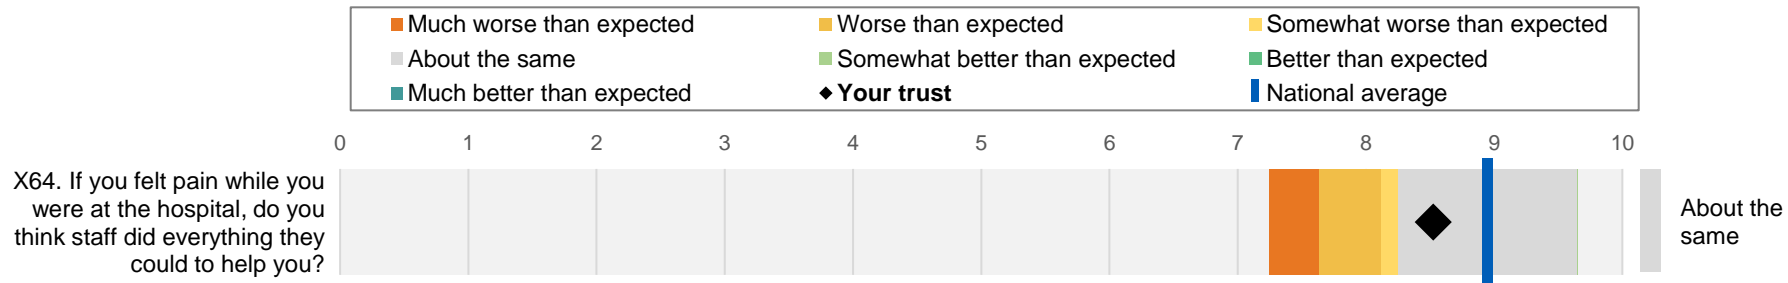 Much worse than expected
Worse than expected
Somewhat worse than expected
About the same
Somewhat better than expected
Better than expected
Much better than expected
Your trust
National average
0 1 2 3 4 5 6 7 8 9 10
X64. If you felt pain while you
were at the hospital, do you
think staff did everything they
could to help you?
About the
same